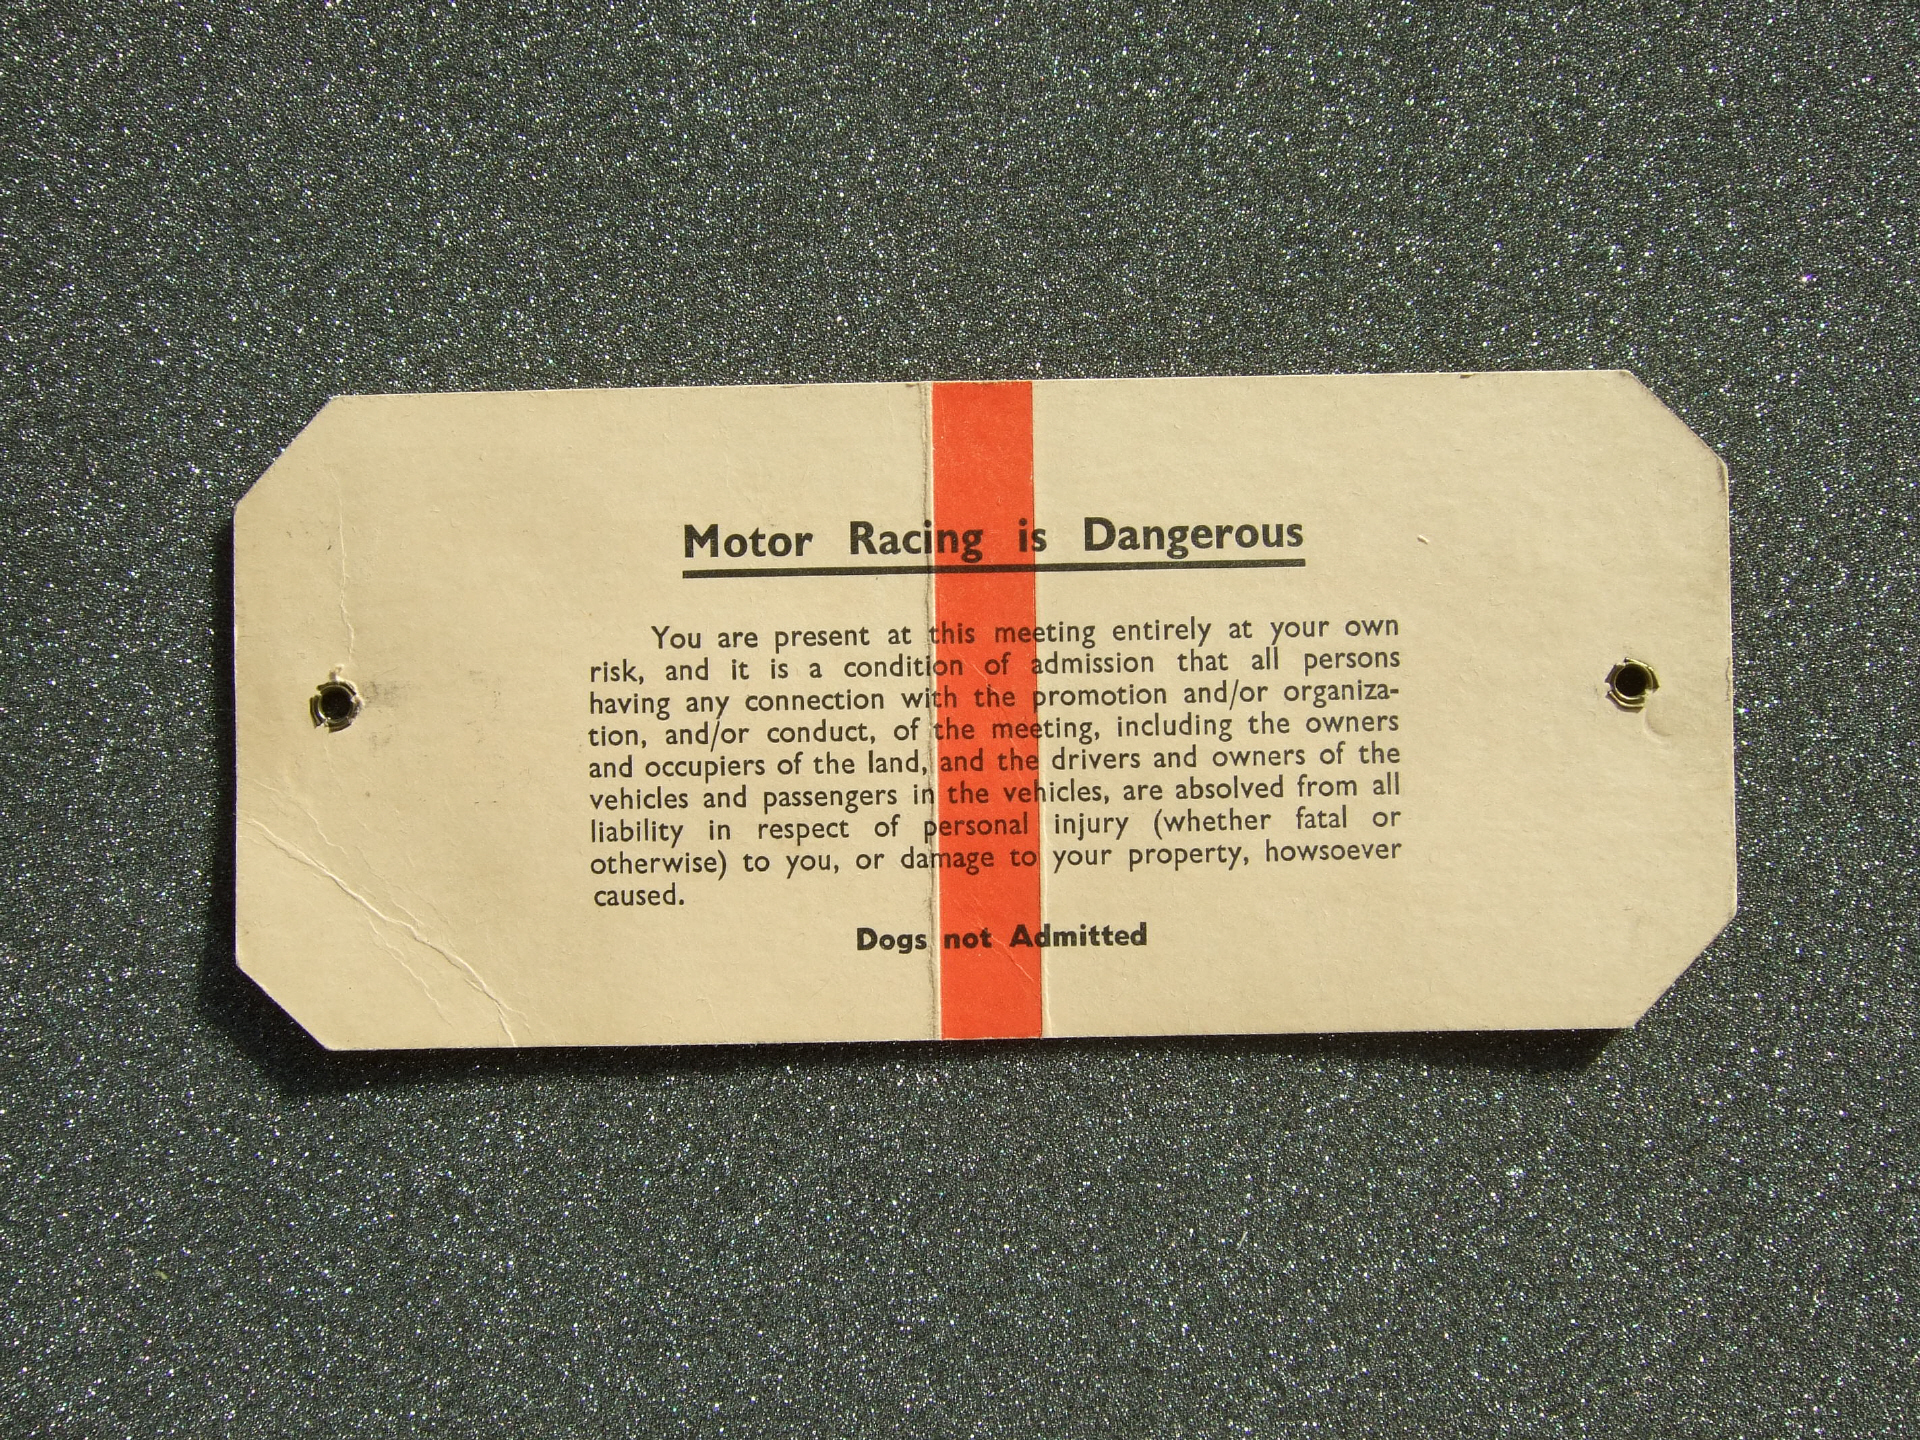 Motor Racing is Dangerous
You are present at this meeting entirely at your own
risk, and it is a condition of admission that all persons
having any connection with the promotion and/or organiza-
tion, and/or conduct, of the meeting, including the owners
and occupiers of the land, and the drivers and owners of the
vehicles and passengers in the vehicles, are absolved from all
liability in respect of personal injury (whether fatal or
otherwise) to you, or damage to your property, howsoever
caused.
Dogs not Admitted